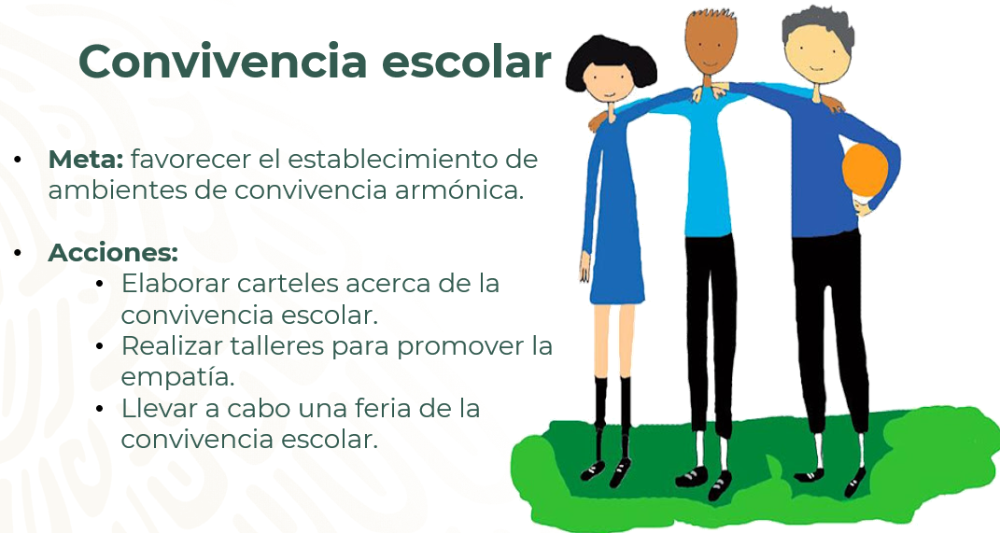 Convivencia escolar
• Meta: favorecer el establecimiento de
ambientes de convivencia armónica.
• Acciones:
• Elaborar carteles acerca de la
convivencia escolar.
• Realizar talleres para promover la
empatía.
• Llevar a cabo una feria de la
convivencia escolar.